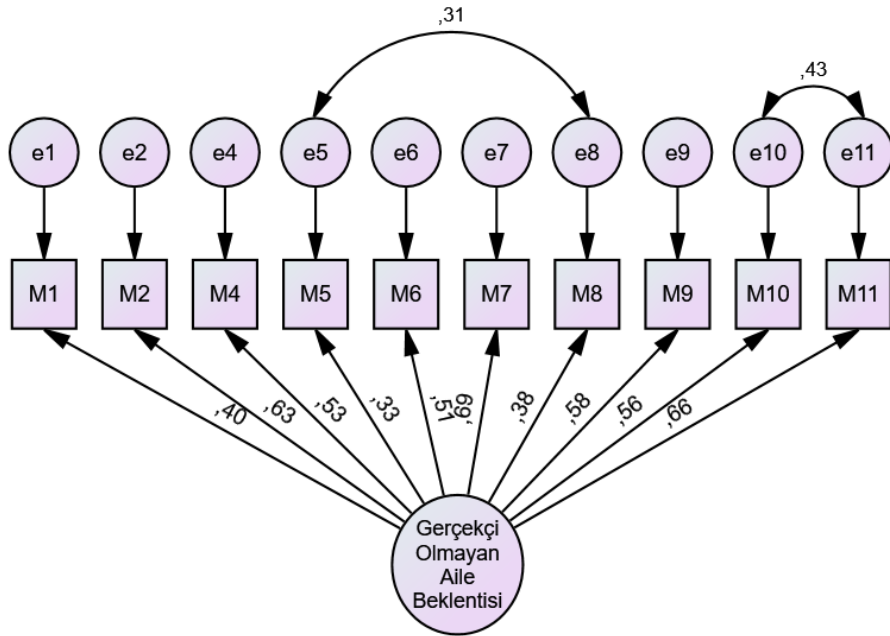 ,31
,43
e1 e2 e4 e5 e6 e7 e8 e9 e10 e11
M1 M2 M4 M5 M6 M7 M8 M9 M10 M11
,40 ,63 ,53 ,33 ,51 ,69 ,38 ,58 ,56 ,66
Gerçekçi
Olmayan
Aile
Beklentisi